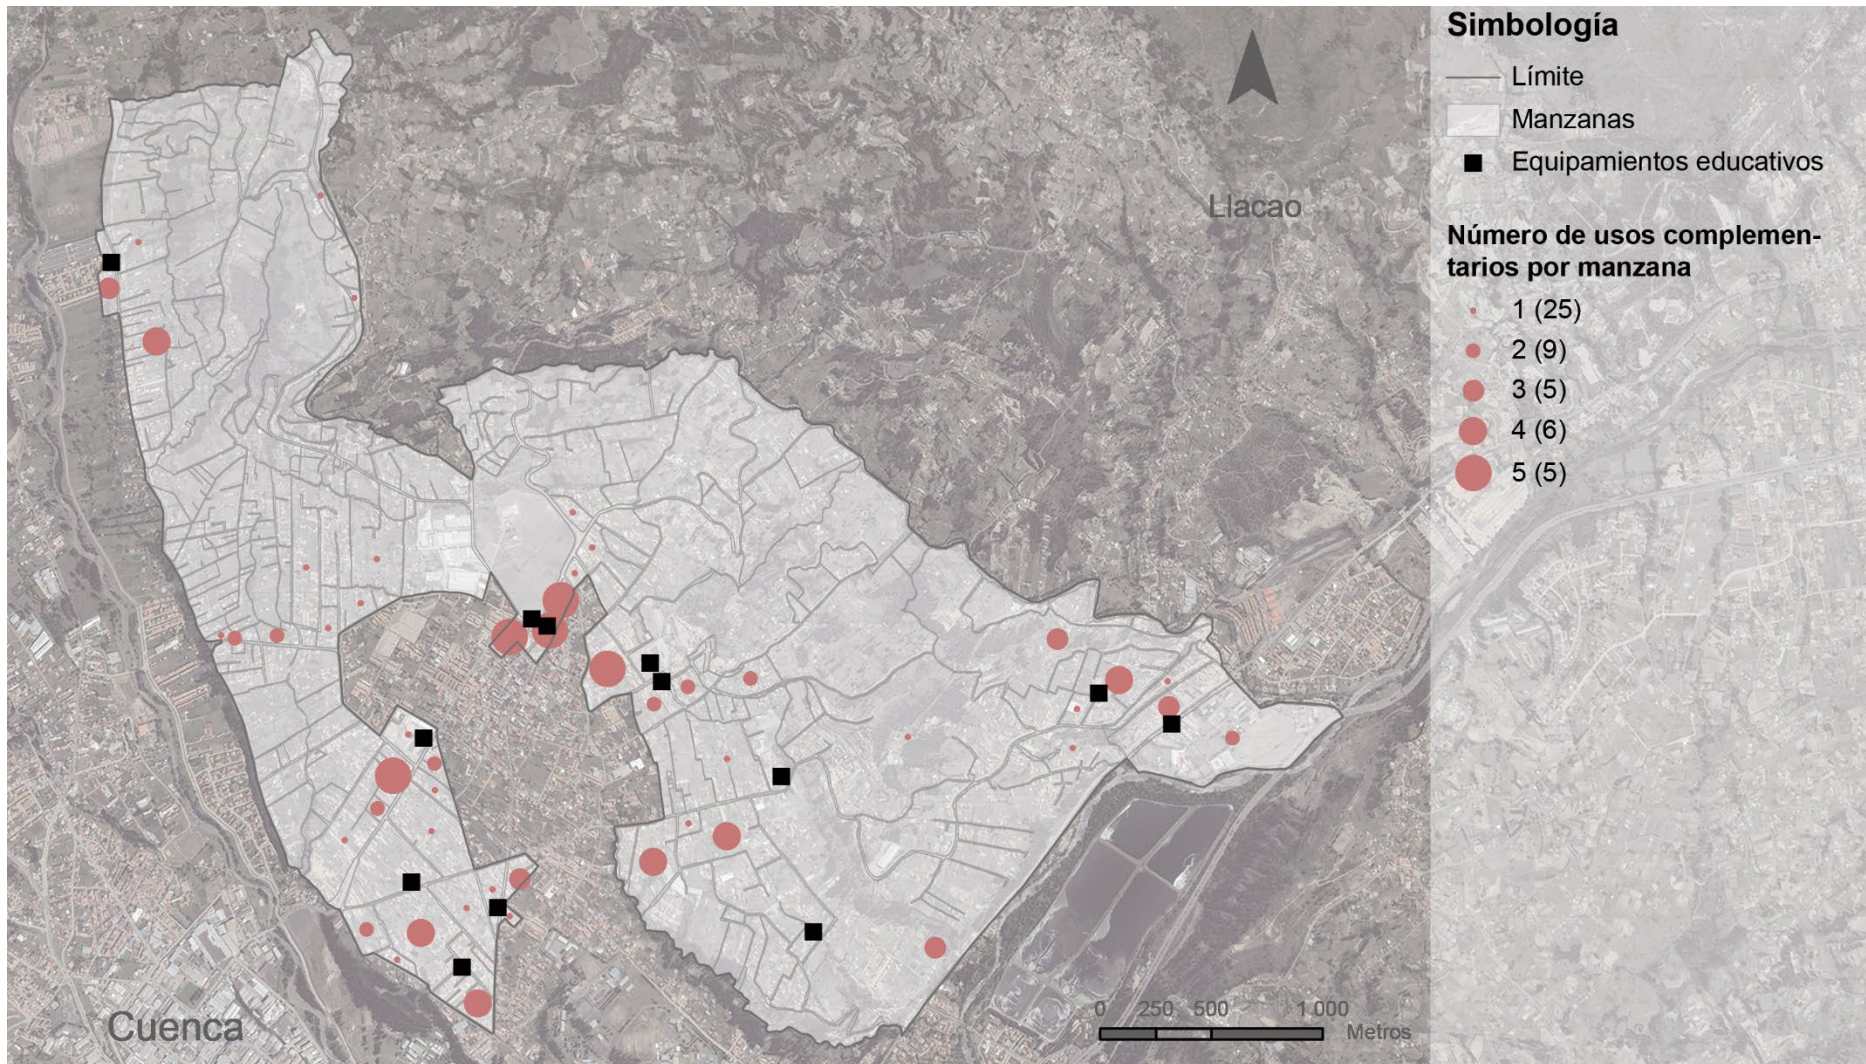 Simbología
Límite
Manzanas
Equipamientos educativos
Número de usos complemen-
tarios por manzana
1 (25)
2 (9)
3 (5)
4 (6)
5 (5)
Llacao
Cuenca
0 250 500 1 000
Metros